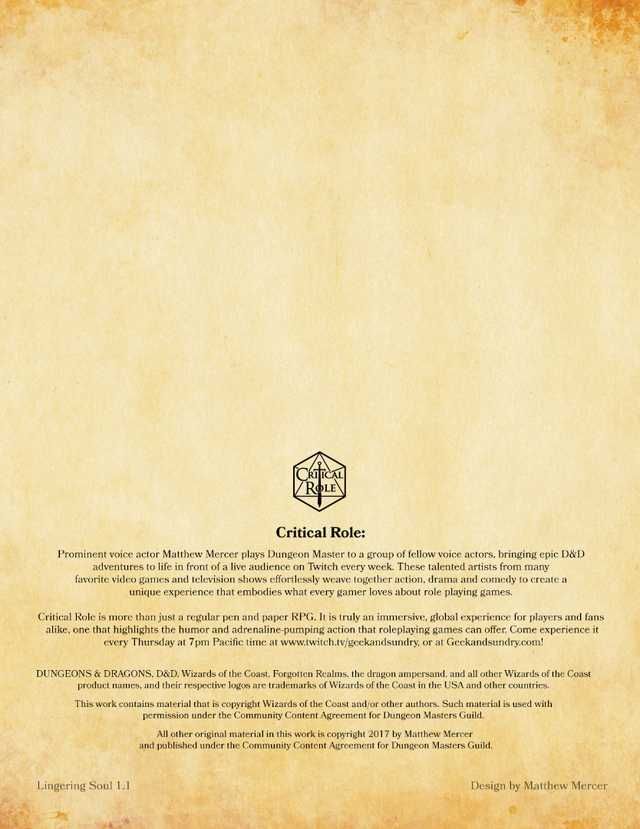 CRITICAL
ROLE
Critical Role:
Prominent voice actor Matthew Mercer plays Dungeon Master to a group of fellow voice actors, bringing epic D&D
adventures to life in front of a live audience on Twitch every week. These talented artists from many
favorite video games and television shows effortlessly weave together action, drama and comedy to create a
unique experience that embodies what every gamer loves about role playing games.
Critical Role is more than just a regular pen and paper RPG. It is truly an immersive, global experience for players and fans
alike, one that highlights the humor and adrenaline-pumping action that roleplaying games can offer. Come experience it
every Thursday at 7pm Pacific time at www.twitch.tv/geekandsundry, or at Geekandsundry.com!
DUNGEONS & DRAGONS, D&D, Wizards of the Coast, Forgotten Realms, the dragon ampersand, and all other Wizards of the Coast
product names, and their respective logos are trademarks of Wizards of the Coast in the USA and other countries.
This work contains material that is copyright Wizards of the Coast and/or other authors. Such material is used with
permission under the Community Content Agreement for Dungeon Masters Guild.
All other original material in this work is copyright 2017 by Matthew Mercer
and published under the Community Content Agreement for Dungeon Masters Guild.
Lingering Soul 1.1
Design by Matthew Mercer